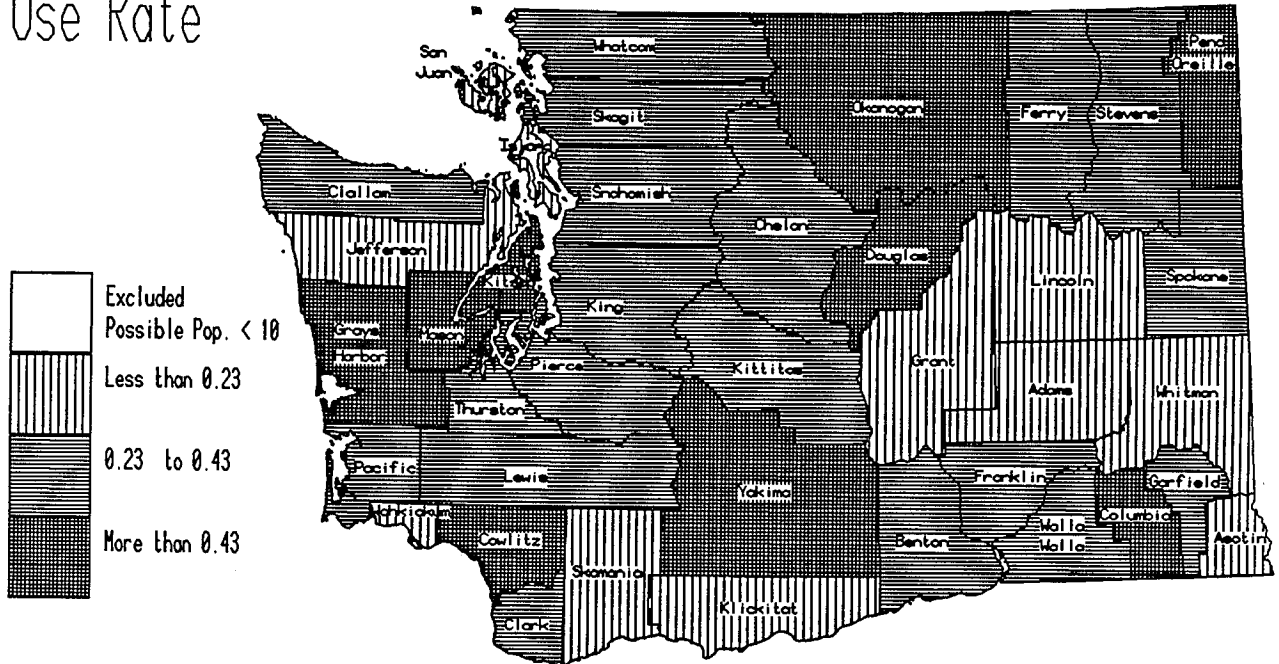 Use Rate
San
Juan
Whatcom
Pend
Oreille
Okanogan
Ferry
Stevens
Skagit
Island
Clallam
Snohomish
Chelan
Jefferson
Douglas
Lincoln
Spokane
Excluded
Possible Pop. < 10
King
Grays
Harbor
Mason
Pierce
Kittitas
Grant
Less than 0.23
Adams
Whitman
Thurston
0.23 to 0.43
Pacific
Lewis
Yakima
Franklin
Garfield
Wahkiakum
Columbia
More than 0.43
Cowlitz
Benton
Walla
Walla
Asotin
Skamania
Klickitat
Clark